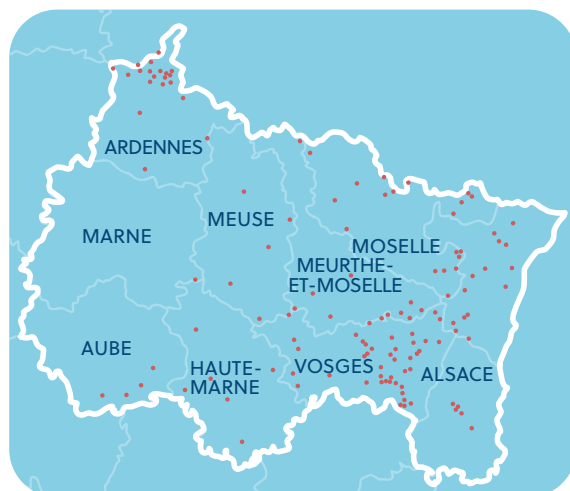 ARDENNES
MEUSE
MARNE
MOSELLE
MEURTHE-
ET-MOSELLE
AUBE
HAUTE-
MARNE
VOSGES
ALSACE